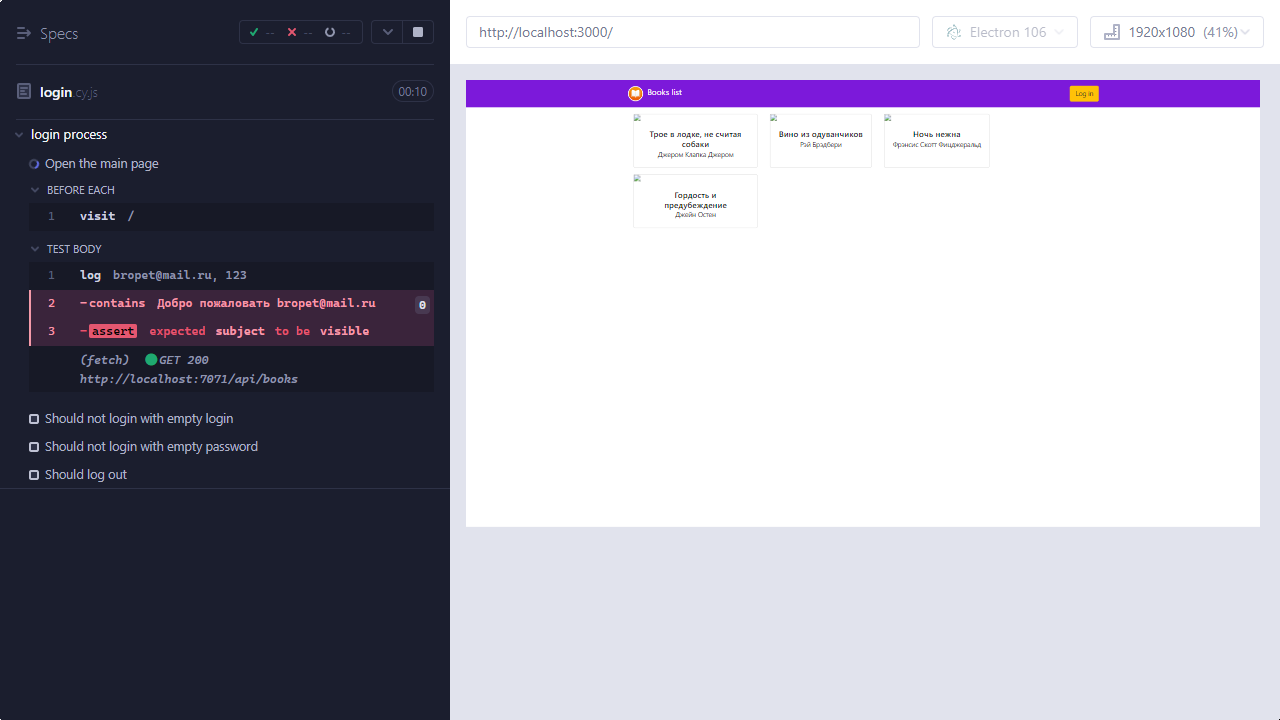 Specs
-- -- --
login.cy.js
00:10
login process
Open the main page
BEFORE EACH
1 visit /
TEST BODY
1 log bropet@mail.ru, 123
2 -contains Добро пожаловать bropet@mail.ru 0
3 -assert expected subject to be visible
(fetch) GET 200
http://localhost:7071/api/books
Should not login with empty login
Should not login with empty password
Should log out
http://localhost:3000/
Electron 106
1920x1080 (41%)
Books list
Log in
Трое в лодке, не считая
собаки
Джером Клапка Джером
Вино из одуванчиков
Рэй Брэдбери
Ночь нежна
Фрэнсис Скотт Фицджеральд
Гордость и
предубеждение
Джейн Остен